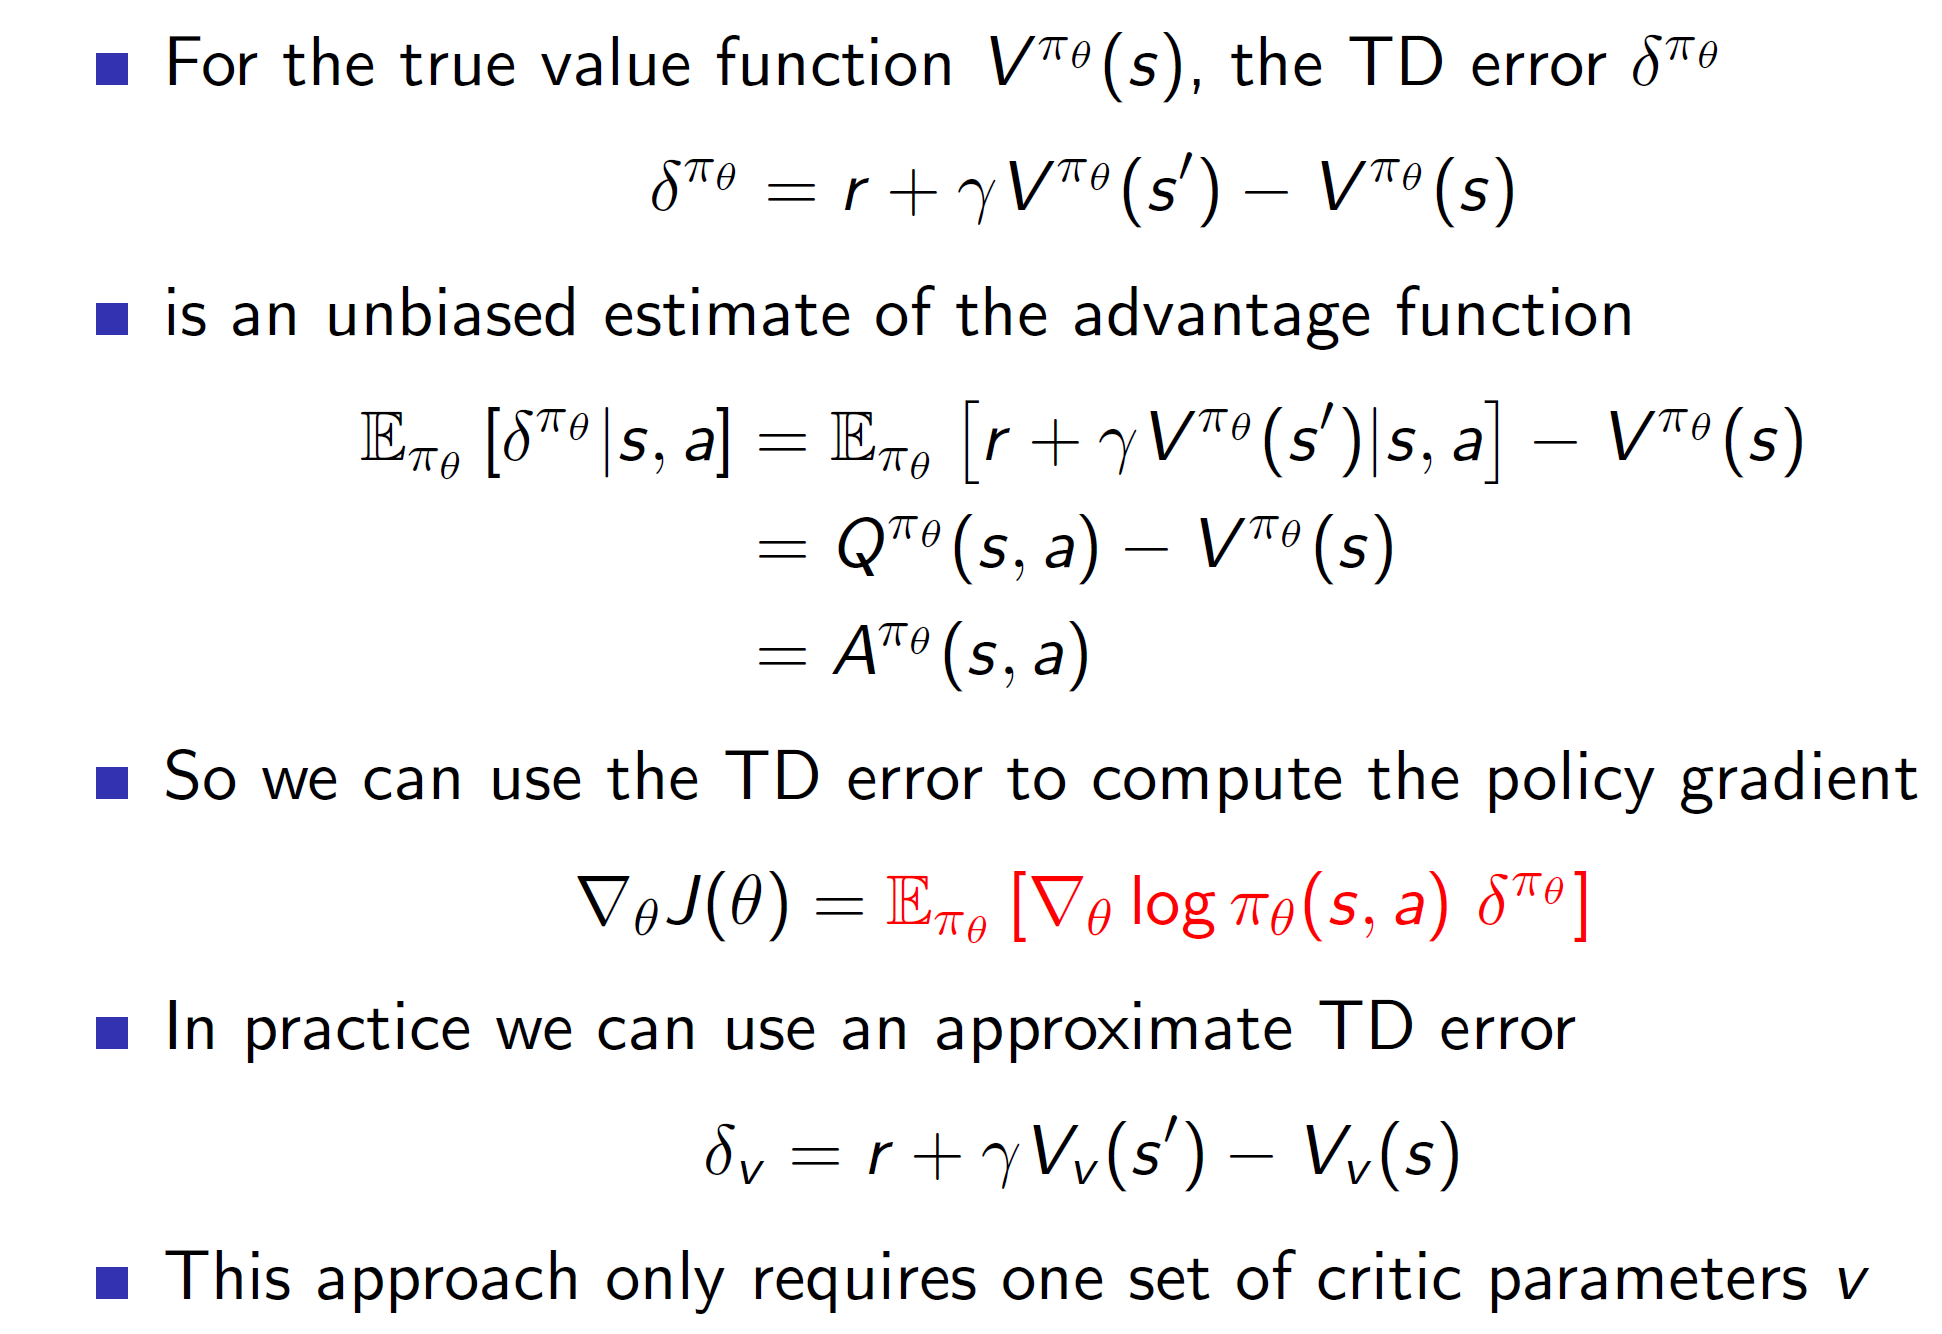 For the true value function $V^{\pi_\theta}(s)$, the TD error $\delta^{\pi_\theta}$
$\delta^{\pi_\theta} = r + \gamma V^{\pi_\theta}(s') - V^{\pi_\theta}(s)$
is an unbiased estimate of the advantage function
$\mathbb{E}_{\pi_\theta}\left[\delta^{\pi_\theta}|s, a\right] = \mathbb{E}_{\pi_\theta}\left[r + \gamma V^{\pi_\theta}(s')|s, a\right] - V^{\pi_\theta}(s)$
$= Q^{\pi_\theta}(s, a) - V^{\pi_\theta}(s)$
$= A^{\pi_\theta}(s, a)$
So we can use the TD error to compute the policy gradient
$\nabla_\theta J(\theta) = \mathbb{E}_{\pi_\theta}\left[\nabla_\theta \log \pi_\theta(s, a)\ \delta^{\pi_\theta}\right]$
In practice we can use an approximate TD error
$\delta_v = r + \gamma V_v(s') - V_v(s)$
This approach only requires one set of critic parameters $v$